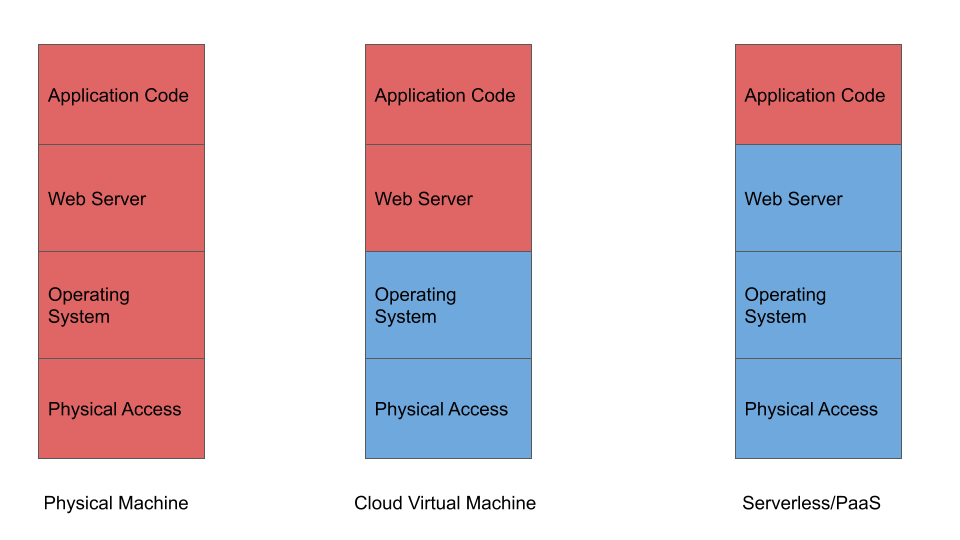 Application Code
Web Server
Operating
System
Physical Access
Physical Machine
Application Code
Web Server
Operating
System
Physical Access
Cloud Virtual Machine
Application Code
Web Server
Operating
System
Physical Access
Serverless/PaaS